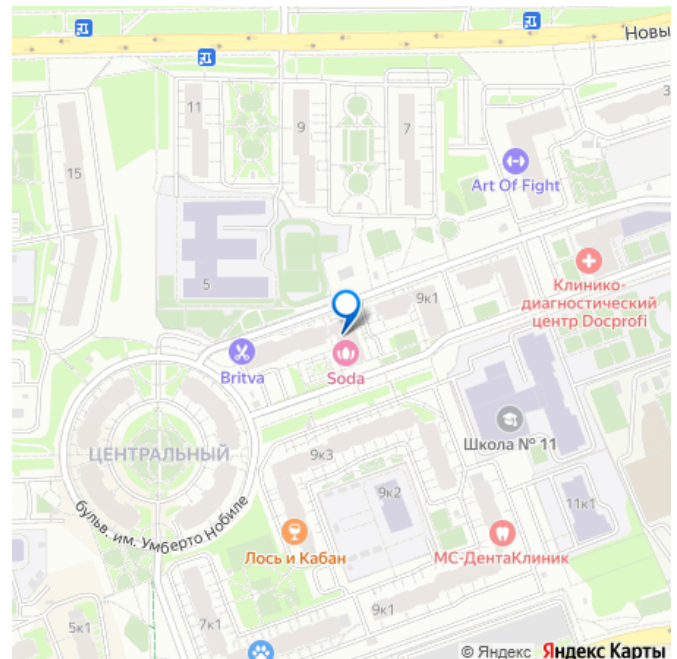 Новы
11
9
7
3
15
Art Of Fight
5
Клинико-
диагностический
центр Docprofi
9к1
Britva
Soda
ЦЕНТРАЛЬНЫЙ
9к3
Школа № 11
9к2
11к1
бульв. им. Умберто Нобиле
Лось и Кабан
МС-ДентаКлиник
7к1
9к1
5к1
© Яндекс Яндекс Карты